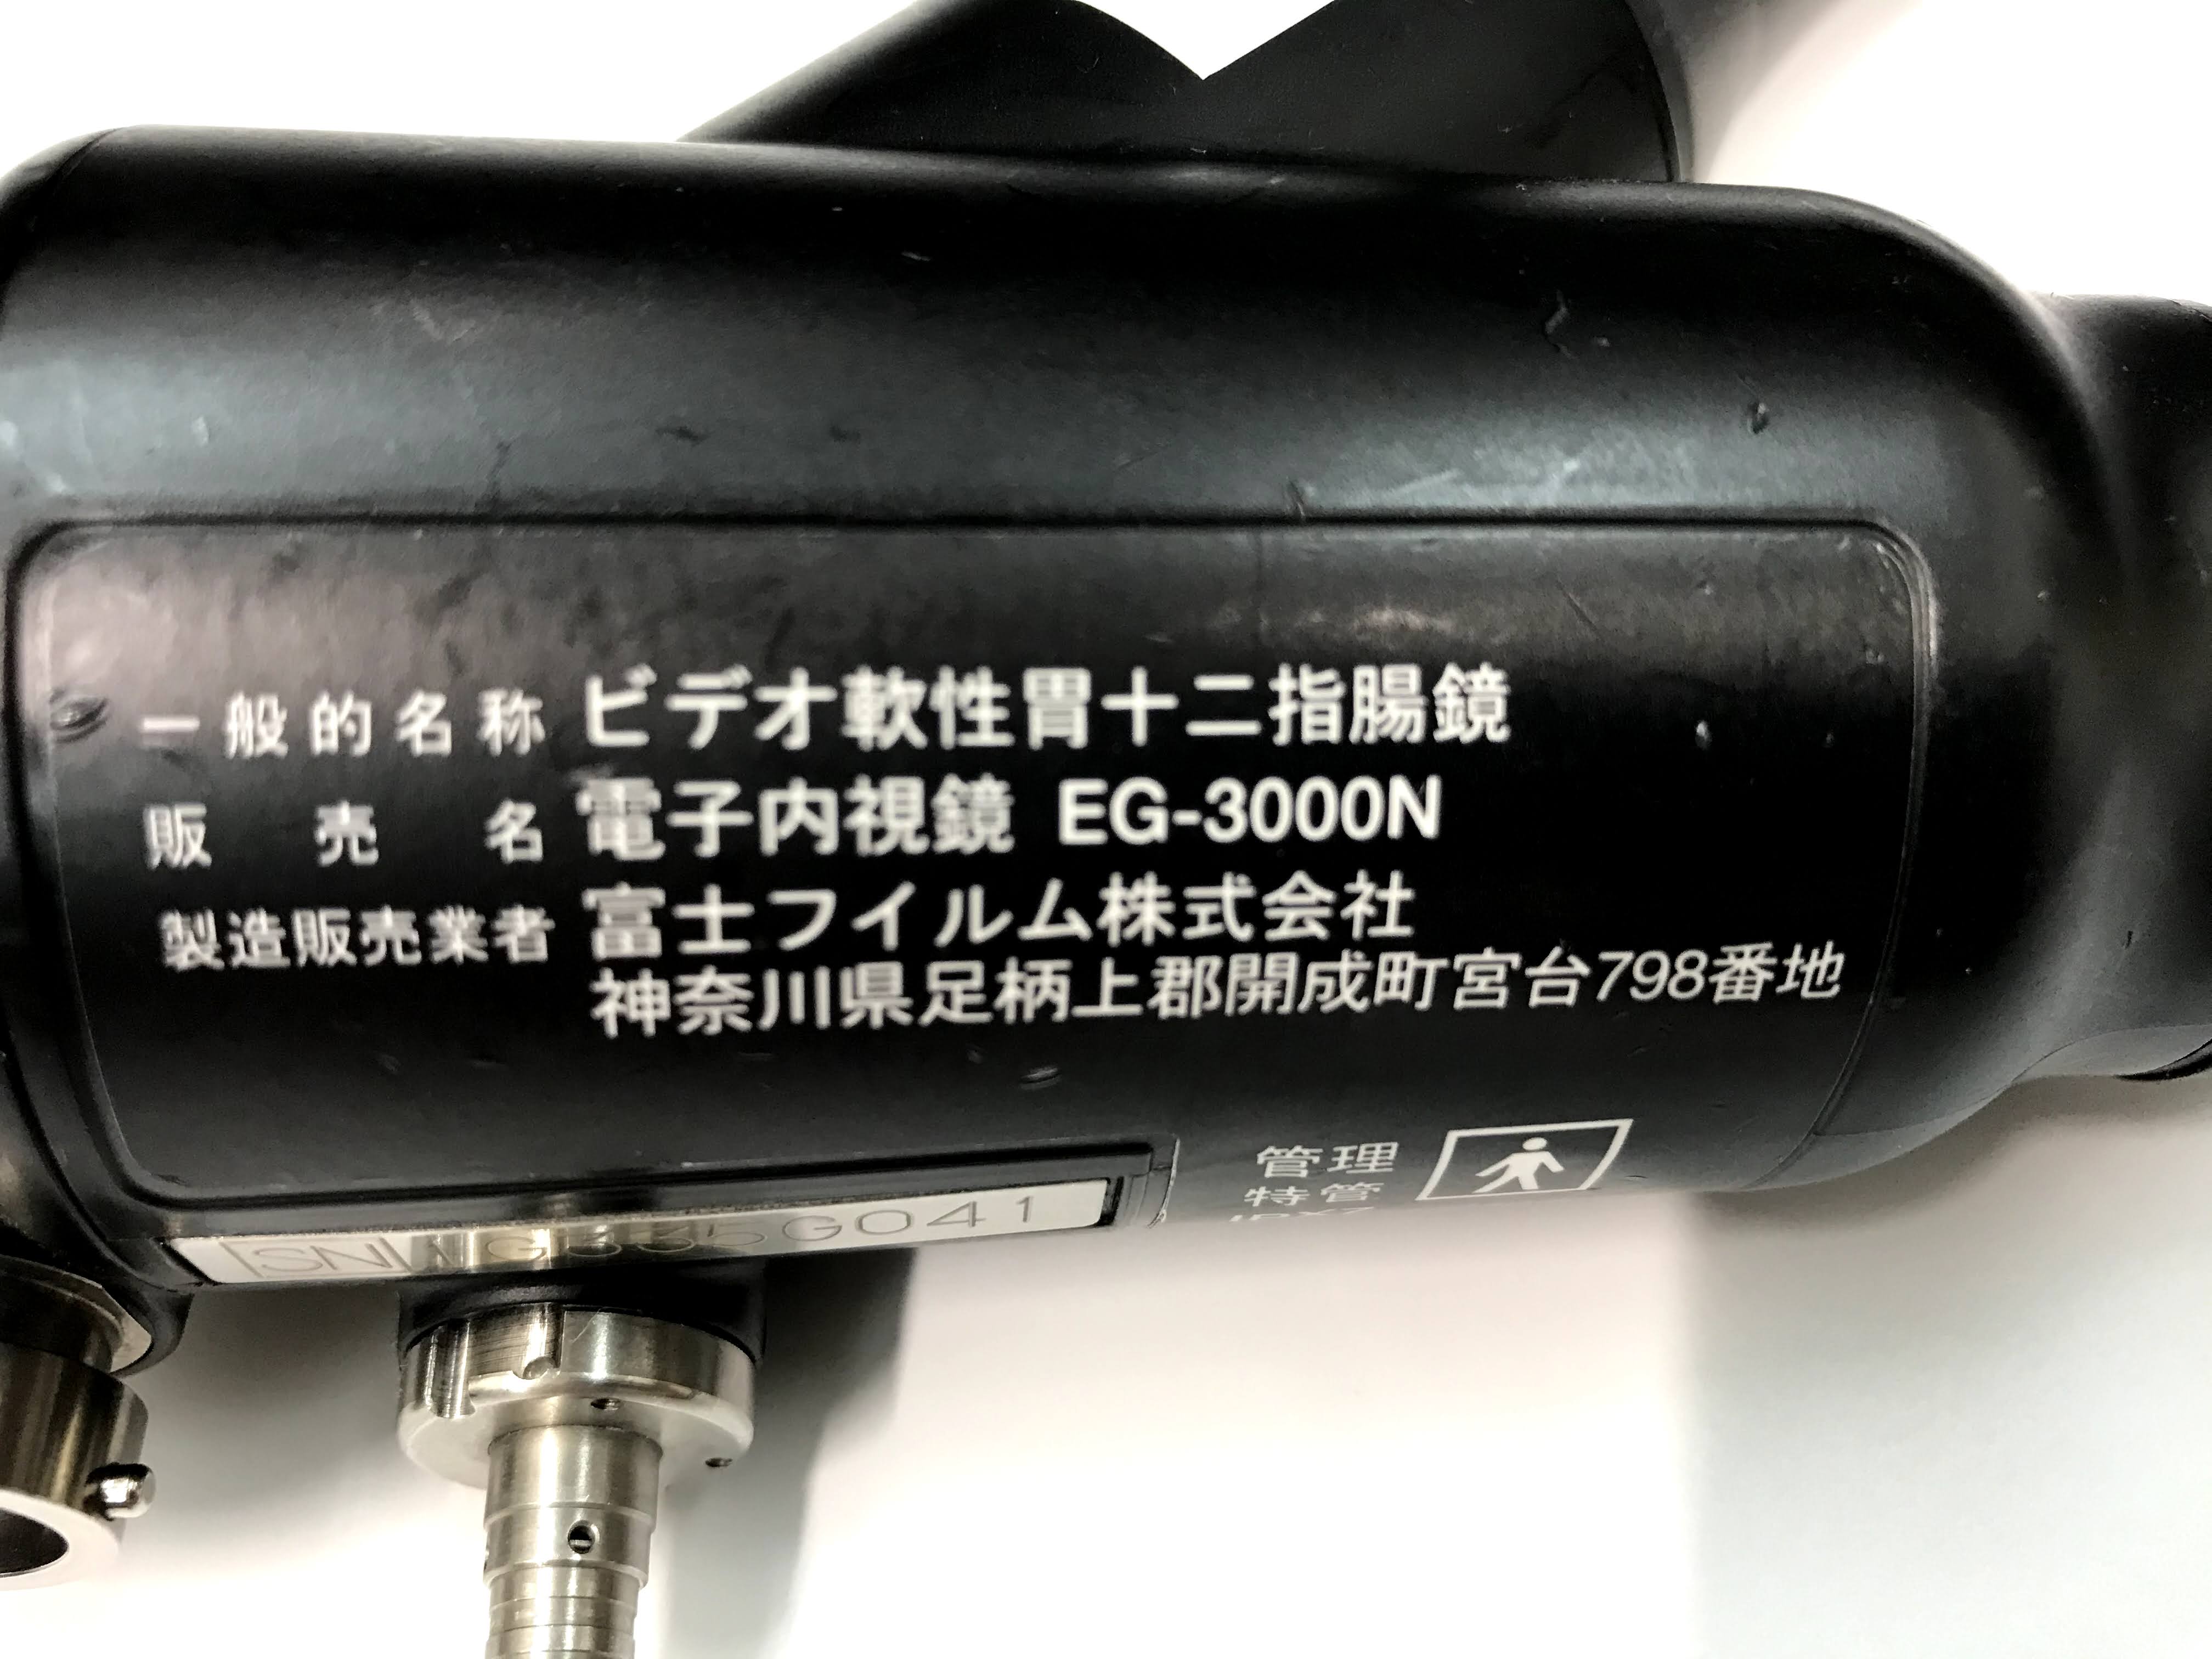 一般的名称 ビデオ軟性胃十二指腸鏡
販売名 電子内視鏡 EG-3000N
製造販売業者 富士フイルム株式会社
神奈川県足柄上郡開成町宮台798番地
管理
特管
SN 1G335G041